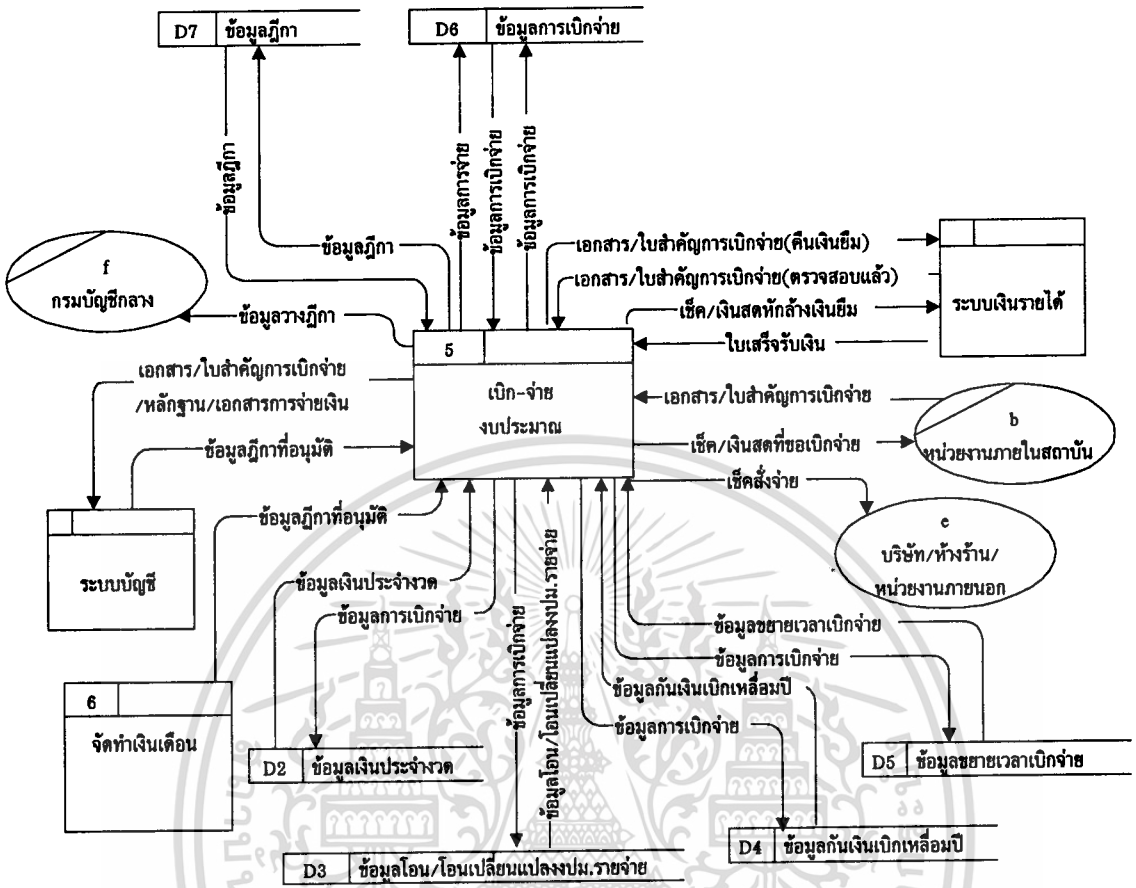 D7 ข้อมูลฎีกา
D6 ข้อมูลการเบิกจ่าย
ข้อมูลฎีกา
ข้อมูลการจ่าย
ข้อมูลการเบิกจ่าย
ข้อมูลการเบิกจ่าย
ข้อมูลฎีกา
f
กรมบัญชีกลาง
ข้อมูลวางฎีกา
เอกสาร/ใบสำคัญการเบิกจ่าย(คืนเงินยืม)
เอกสาร/ใบสำคัญการเบิกจ่าย(ตรวจสอบแล้ว)
เช็ค/เงินสดหักล้างเงินยืม
ใบเสร็จรับเงิน
ระบบเงินรายได้
5
เบิก-จ่าย
งบประมาณ
เอกสาร/ใบสำคัญการเบิกจ่าย
/หลักฐาน/เอกสารการจ่ายเงิน
ข้อมูลฎีกาที่อนุมัติ
เอกสาร/ใบสำคัญการเบิกจ่าย
เช็ค/เงินสดที่ขอเบิกจ่าย
b
หน่วยงานภายในสถาบัน
เช็คสั่งจ่าย
e
บริษัท/ห้างร้าน/
หน่วยงานภายนอก
ระบบบัญชี
ข้อมูลฎีกาที่อนุมัติ
ข้อมูลเงินประจำงวด
ข้อมูลการเบิกจ่าย
ข้อมูลการเบิกจ่าย
ข้อมูลโอน/โอนเปลี่ยนแปลงงปม.รายจ่าย
ข้อมูลขยายเวลาเบิกจ่าย
ข้อมูลการเบิกจ่าย
ข้อมูลกันเงินเบิกเหลื่อมปี
ข้อมูลการเบิกจ่าย
6
จัดทำเงินเดือน
D2 ข้อมูลเงินประจำงวด
D5 ข้อมูลขยายเวลาเบิกจ่าย
D4 ข้อมูลกันเงินเบิกเหลื่อมปี
D3 ข้อมูลโอน/โอนเปลี่ยนแปลงงปม.รายจ่าย